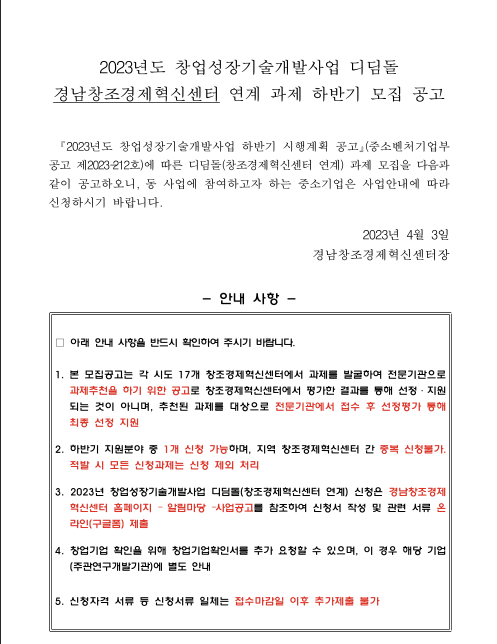 2023년도 창업성장기술개발사업 디딤돌
경남창조경제혁신센터 연계 과제 하반기 모집 공고
『2023년도 창업성장기술개발사업 하반기 시행계획 공고』(중소벤처기업부
공고 제2023-212호)에 따른 디딤돌(창조경제혁신센터 연계) 과제 모집을 다음과
같이 공고하오니, 동 사업에 참여하고자 하는 중소기업은 사업안내에 따라
신청하시기 바랍니다.
2023년 4월 3일
경남창조경제혁신센터장
- 안내 사항 -
□ 아래 안내 사항을 반드시 확인하여 주시기 바랍니다.
1. 본 모집공고는 각 시도 17개 창조경제혁신센터에서 과제를 발굴하여 전문기관으로
과제추천을 하기 위한 공고로 창조경제혁신센터에서 평가한 결과를 통해 선정·지원
되는 것이 아니며, 추천된 과제를 대상으로 전문기관에서 접수 후 선정평가 통해
최종 선정 지원
2. 하반기 지원분야 중 1개 신청 가능하며, 지역 창조경제혁신센터 간 중복 신청불가.
적발 시 모든 신청과제는 신청 제외 처리
3. 2023년 창업성장기술개발사업 디딤돌(창조경제혁신센터 연계) 신청은 경남창조경제
혁신센터 홈페이지 - 알림마당 -사업공고를 참조하여 신청서 작성 및 관련 서류 온
라인(구글폼) 제출
4. 창업기업 확인을 위해 창업기업확인서를 추가 요청할 수 있으며, 이 경우 해당 기업
(주관연구개발기관)에 별도 안내
5. 신청자격 서류 등 신청서류 일체는 접수마감일 이후 추가제출 불가